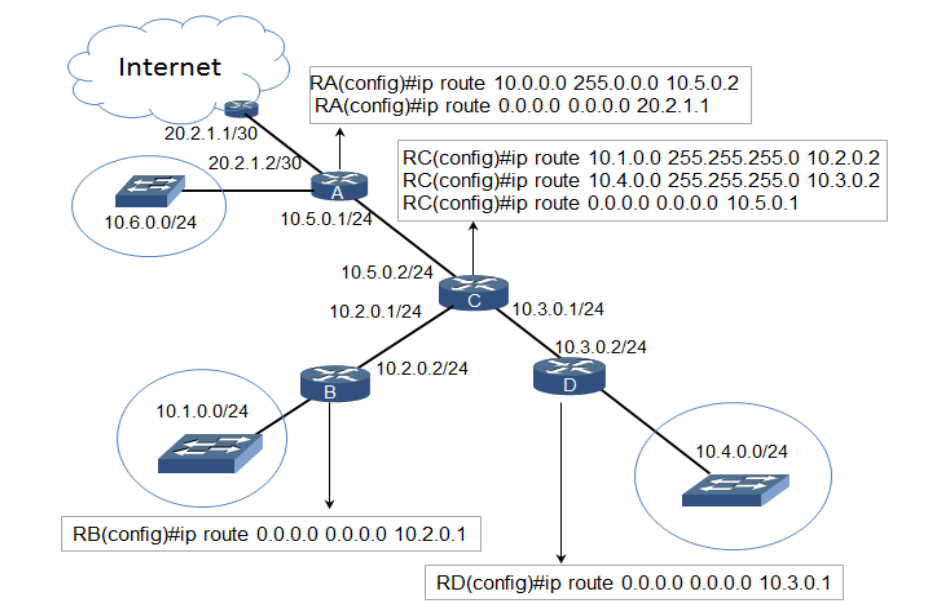 Internet
RA(config)#ip route 10.0.0.0 255.0.0.0 10.5.0.2
RA(config)#ip route 0.0.0.0 0.0.0.0 20.2.1.1
20.2.1.1/30
20.2.1.2/30
RC(config)#ip route 10.1.0.0 255.255.255.0 10.2.0.2
RC(config)#ip route 10.4.0.0 255.255.255.0 10.3.0.2
RC(config)#ip route 0.0.0.0 0.0.0.0 10.5.0.1
A
10.6.0.0/24
10.5.0.1/24
10.5.0.2/24
C
10.2.0.1/24
10.3.0.1/24
10.3.0.2/24
10.2.0.2/24
B
D
10.1.0.0/24
10.4.0.0/24
RB(config)#ip route 0.0.0.0 0.0.0.0 10.2.0.1
RD(config)#ip route 0.0.0.0 0.0.0.0 10.3.0.1